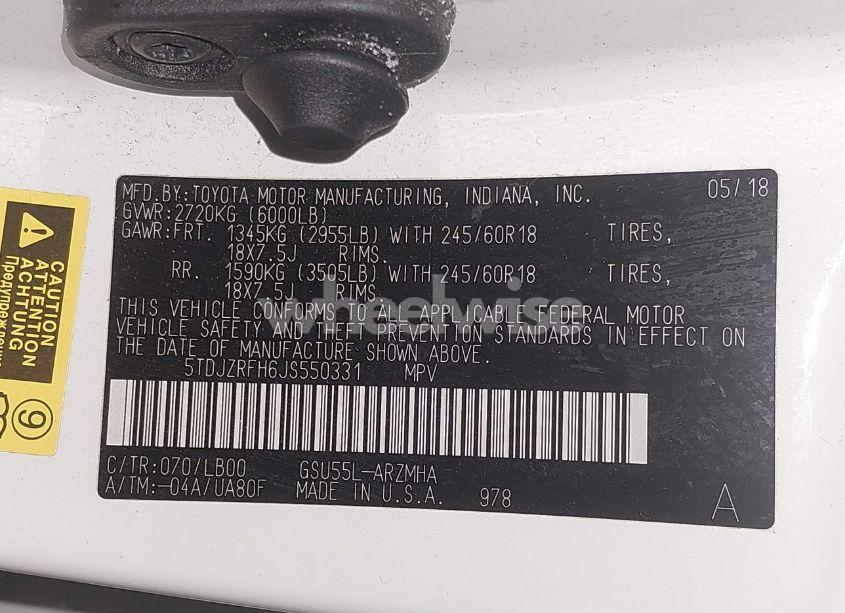 MFD.BY:TOYOTA MOTOR MANUFACTURING, INDIANA, INC. 05/18
GVWR:2720KG (6000LB)
GAWR:FRT. 1345KG (2955LB) WITH 245/60R18 TIRES,
18X7.5J RIMS.
RR. 1590KG (3505LB) WITH 245/60R18 TIRES,
18X7.5J RIMS.
THIS VEHICLE CONFORMS TO ALL APPLICABLE FEDERAL MOTOR
VEHICLE SAFETY AND THEFT PREVENTION STANDARDS IN EFFECT ON
THE DATE OF MANUFACTURE SHOWN ABOVE.
5TDJZRFH6JS550331 MPV
C/TR:070/LB00 GSU55L-ARZMHA
A/TM:-04A/UA80F MADE IN U.S.A. 978 A
wheelwise
CAUTION
ATTENTION
ACHTUNG
Предупреждение
9